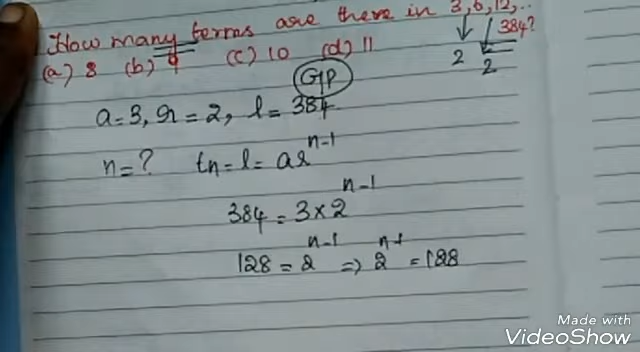 How many terms are there in 3, 6, 12, ..
384?
(a) 8 (b) 9 (c) 10 (d) 11
2 2
GP
a = 3, r = 2, l = 384
n = ? tn = l = ar^n-1
384 = 3 × 2^n-1
128 = 2^n-1 => 2^n-1 = 128
Made with
VideoShow